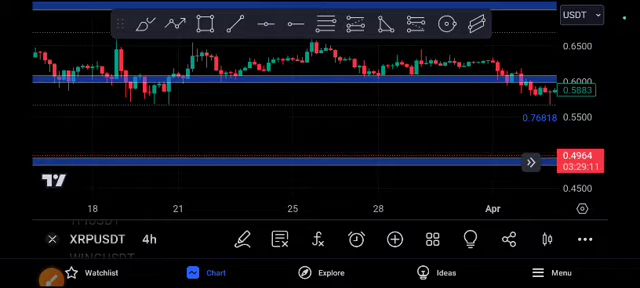 USDT
0.6500
0.6000
0.5883
0.5500
0.76818
0.4964
03:29:11
0.4500
18 21 25 28 Apr
XRPUSDT 4h
Watchlist Chart Explore Ideas Menu